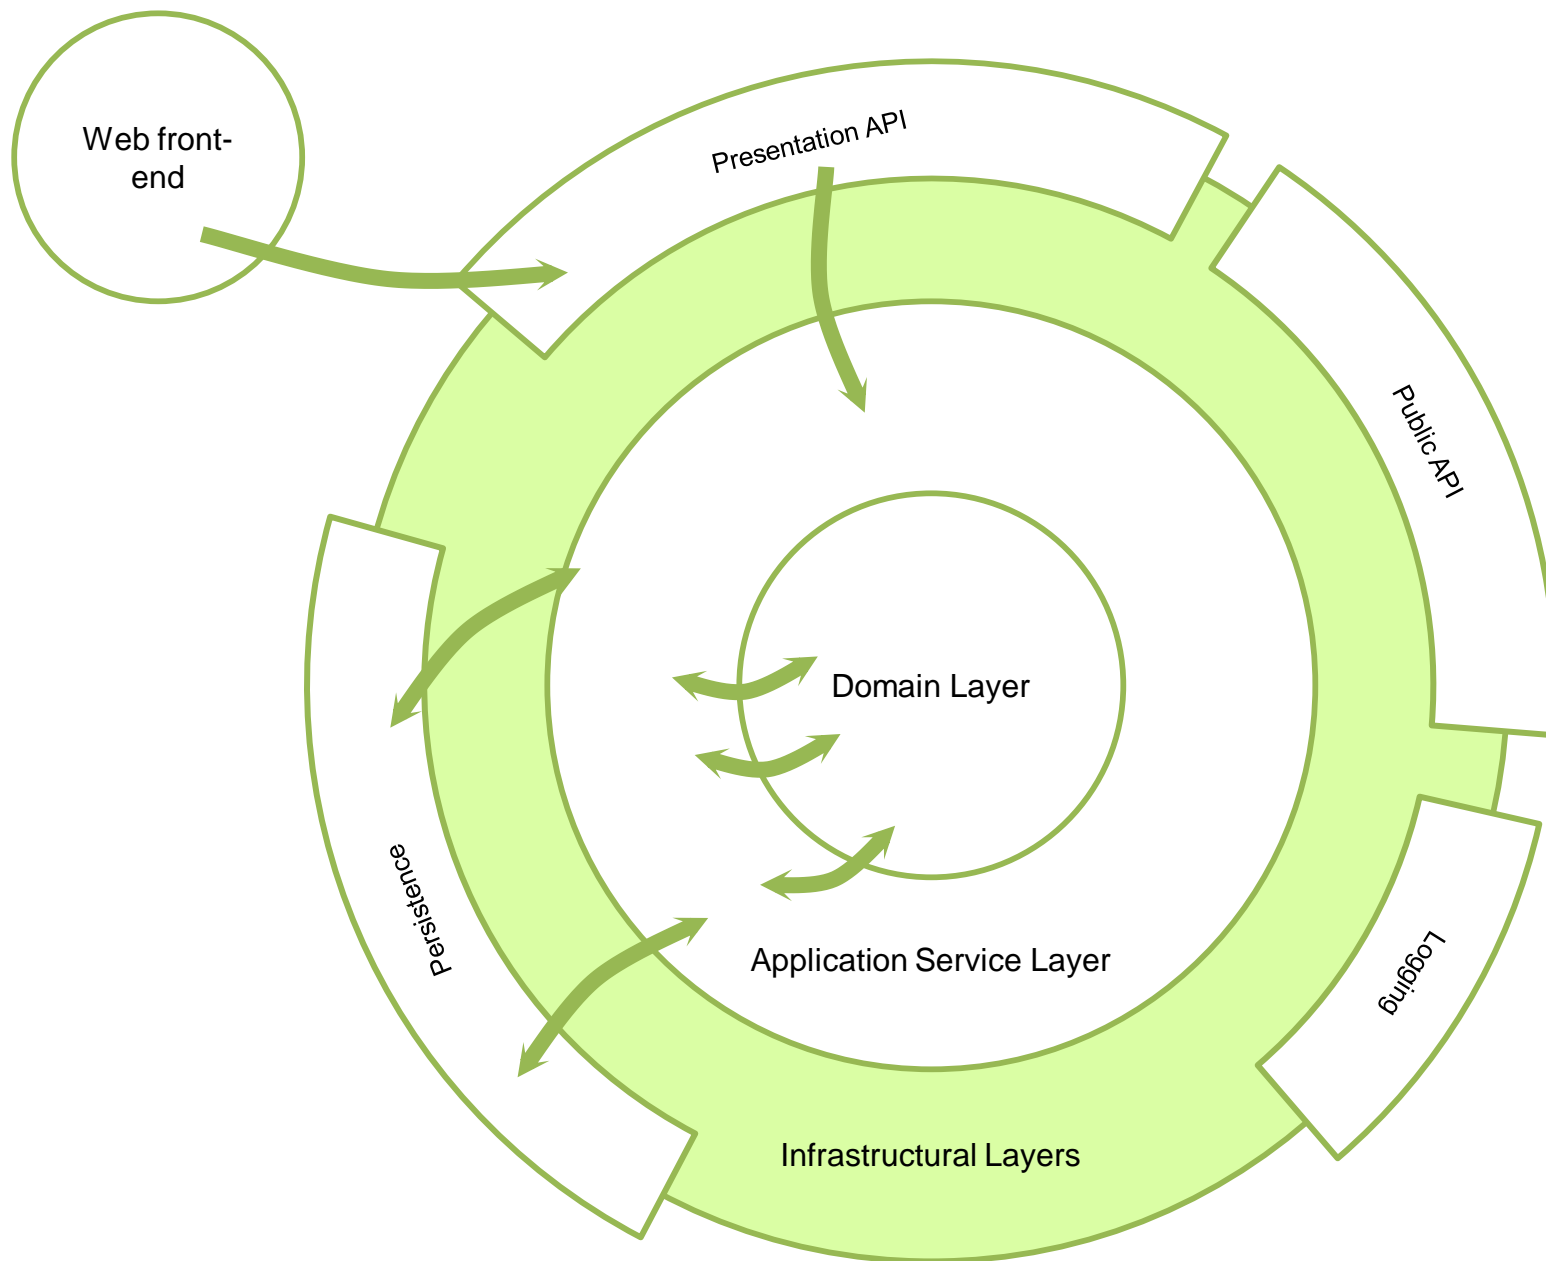 Web front-
end
Presentation API
Public API
Domain Layer
Persistence
Application Service Layer
Logging
Infrastructural Layers